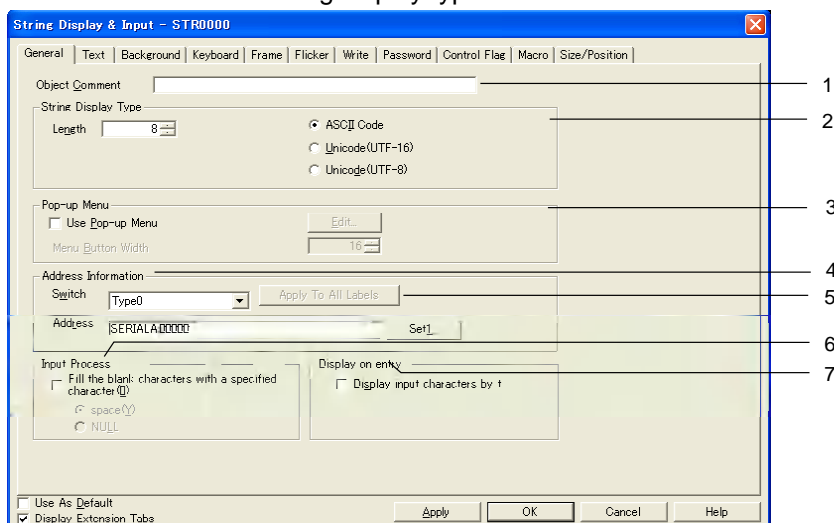 String Display & Input - STR0000
General Text Background Keyboard Frame Flicker Write Password Control Flag Macro Size/Position
Object Comment 1
String Display Type
Length 8 ASCII Code 2
Unicode(UTF-16)
Unicode(UTF-8)
Pop-up Menu 3
Use Pop-up Menu Edit...
Menu Button Width 16
Address Information 4
Switch Type0 Apply To All Labels 5
Address Set1
6
Input Process Display on entry 7
Fill the blank characters with a specified Display input characters by
character(I)
space(Y)
NULL
Use As Default
Display Extension Tabs Apply OK Cancel Help